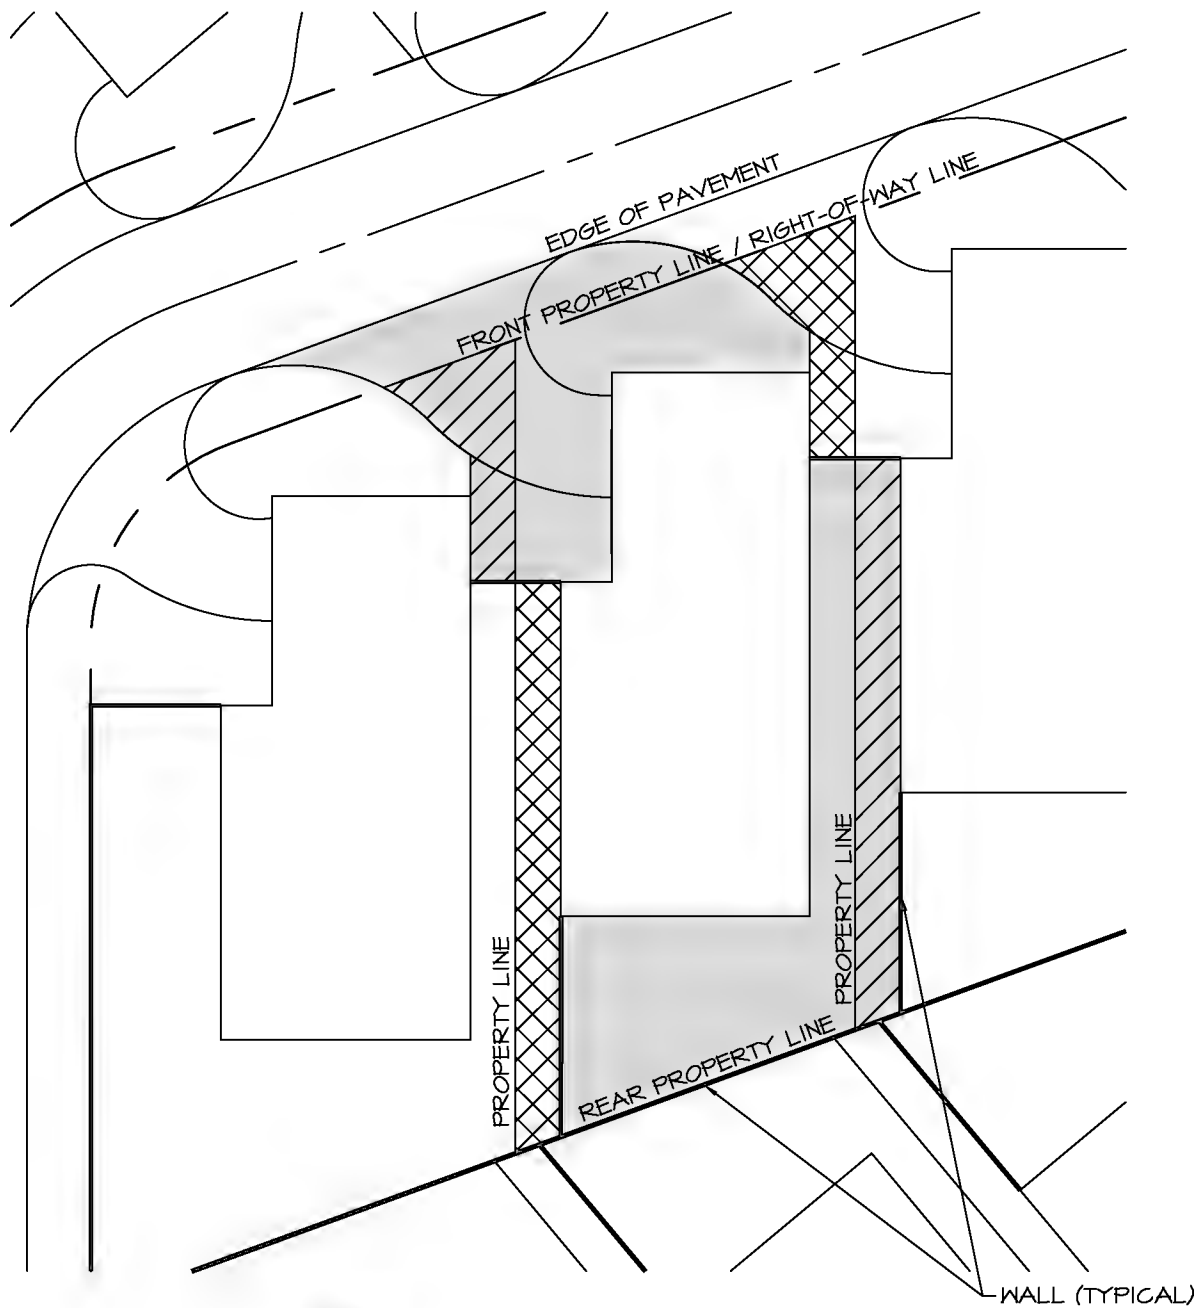 EDGE OF PAVEMENT
FRONT PROPERTY LINE / RIGHT-OF-WAY LINE
PROPERTY LINE
PROPERTY LINE
REAR PROPERTY LINE
WALL (TYPICAL)